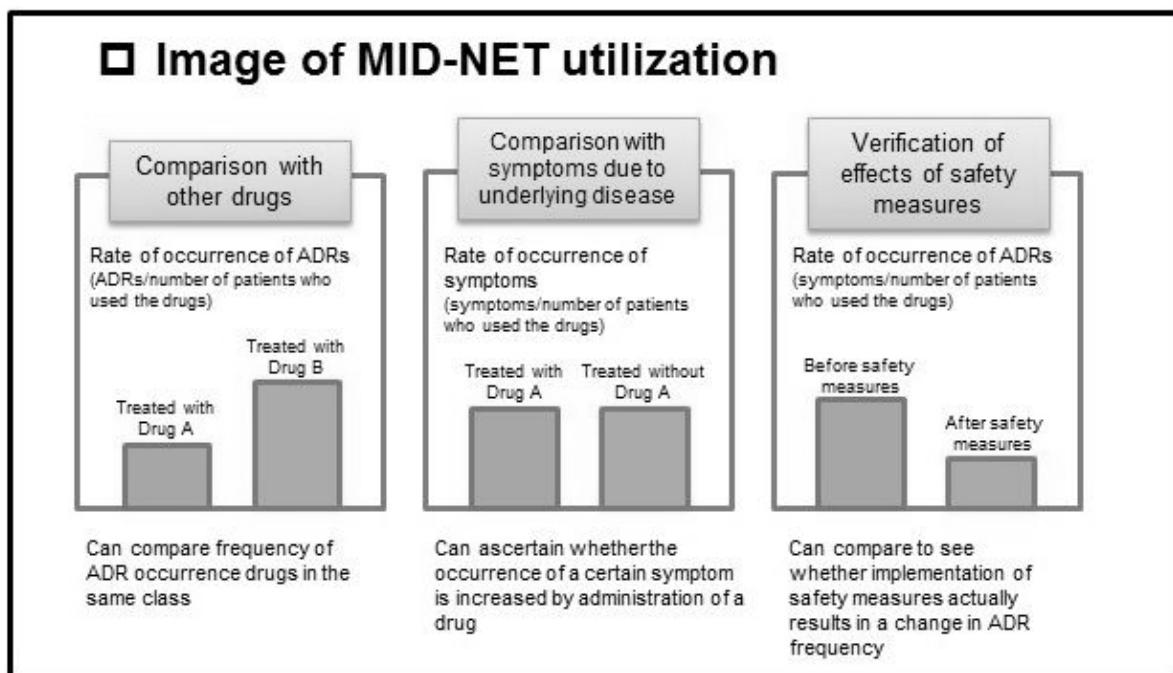 Image of MID-NET utilization
Comparison with
other drugs
Rate of occurrence of ADRs
(ADRs/number of patients who
used the drugs)
Treated with
Drug B
Treated with
Drug A
Can compare frequency of
ADR occurrence drugs in the
same class
Comparison with
symptoms due to
underlying disease
Rate of occurrence of
symptoms
(symptoms/number of patients
who used the drugs)
Treated with
Drug A
Treated without
Drug A
Can ascertain whether the
occurrence of a certain symptom
is increased by administration of a
drug
Verification of
effects of safety
measures
Rate of occurrence of ADRs
(symptoms/number of patients
who used the drugs)
Before safety
measures
After safety
measures
Can compare to see
whether implementation of
safety measures actually
results in a change in ADR
frequency